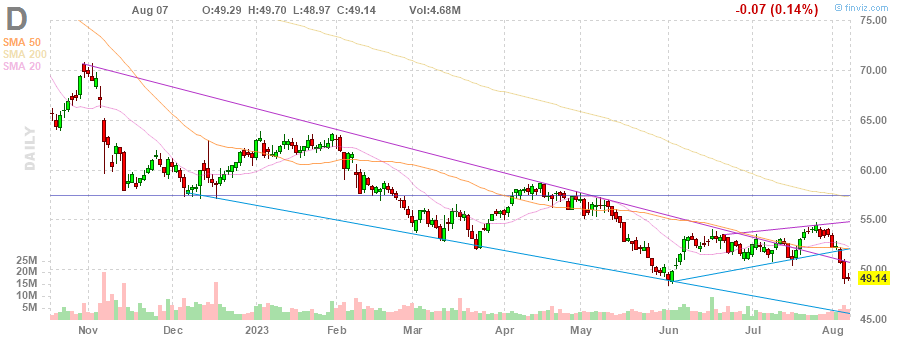 D Aug 07 O:49.29 H:49.70 L:48.97 C:49.14 Vol:4.68M -0.07 (0.14%) © finviz.com
75.00
SMA 50
SMA 200
SMA 20
70.00
65.00
DAILY
60.00
55.00
25M
50.00
20M
49.14
15M
10M
5M
45.00
Nov Dec 2023 Feb Mar Apr May Jun Jul Aug